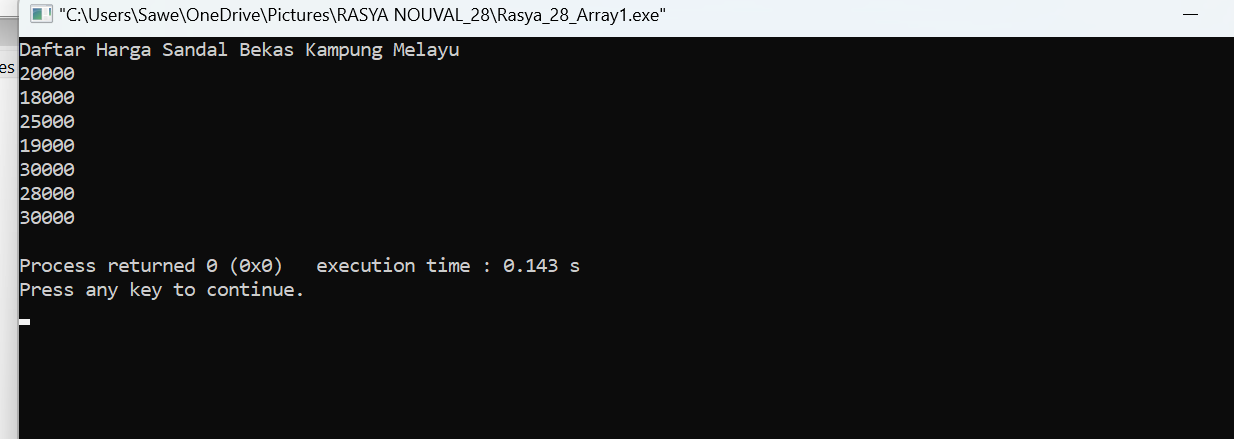 "C:\Users\Sawe\OneDrive\Pictures\RASYA NOUVAL_28\Rasya_28_Array1.exe"
es
Daftar Harga Sandal Bekas Kampung Melayu
20000
18000
25000
19000
30000
28000
30000
Process returned 0 (0x0)   execution time : 0.143 s
Press any key to continue.